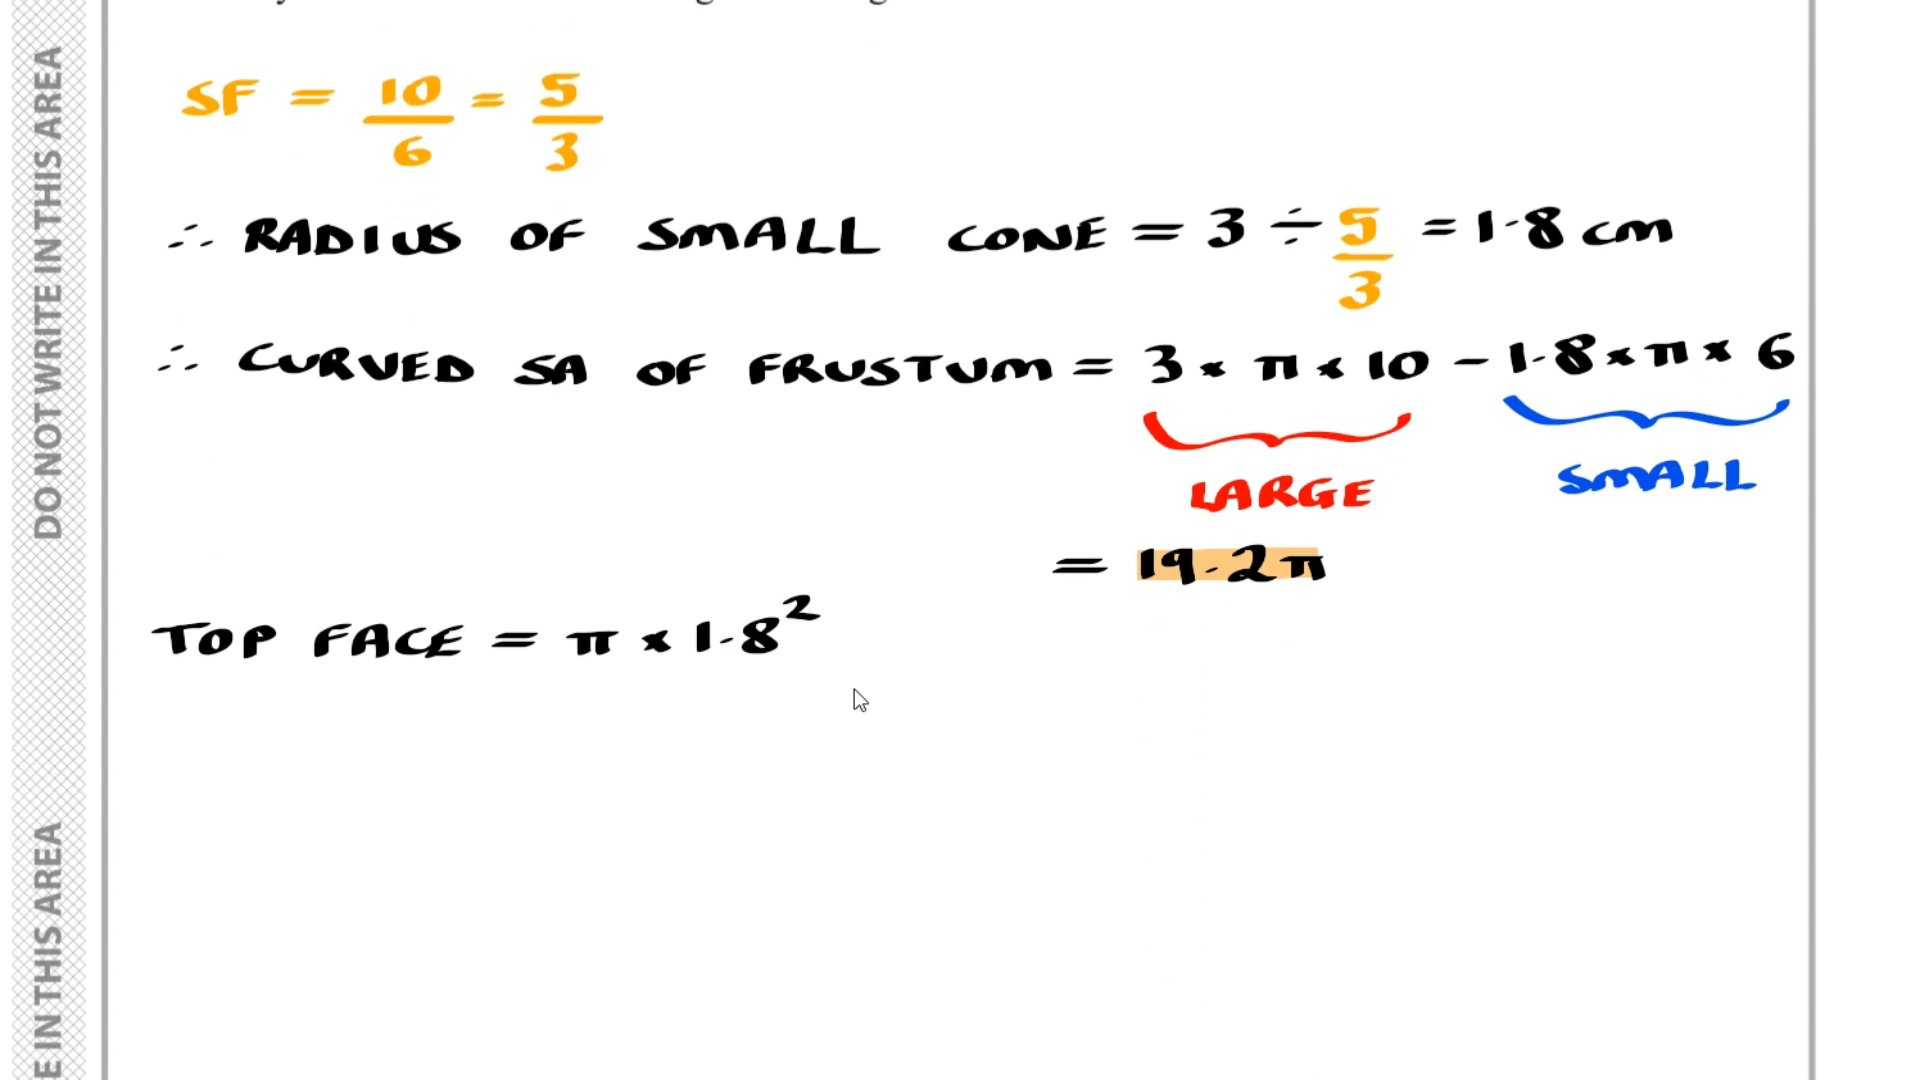 SF = 10/6 = 5/3
∴ RADIUS OF SMALL CONE = 3 ÷ 5/3 = 1.8 cm
∴ CURVED SA OF FRUSTUM = 3 × π × 10 − 1.8 × π × 6
LARGE
SMALL
= 19.2π
TOP FACE = π × 1.8²
DO NOT WRITE IN THIS AREA
E IN THIS AREA